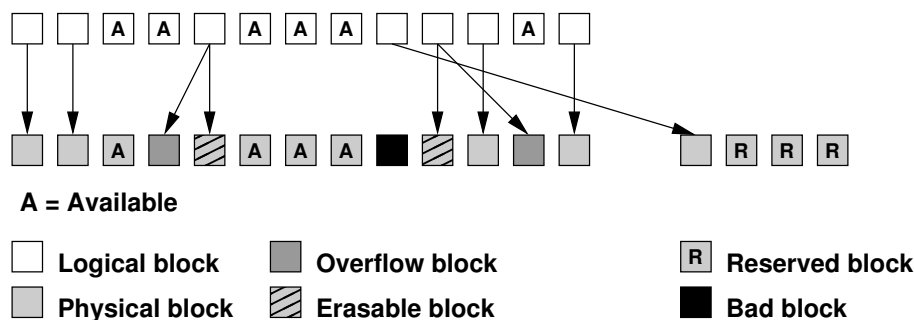 A A A A A A
A A A A R R R
A = Available
Logical block Overflow block R Reserved block
Physical block Erasable block Bad block